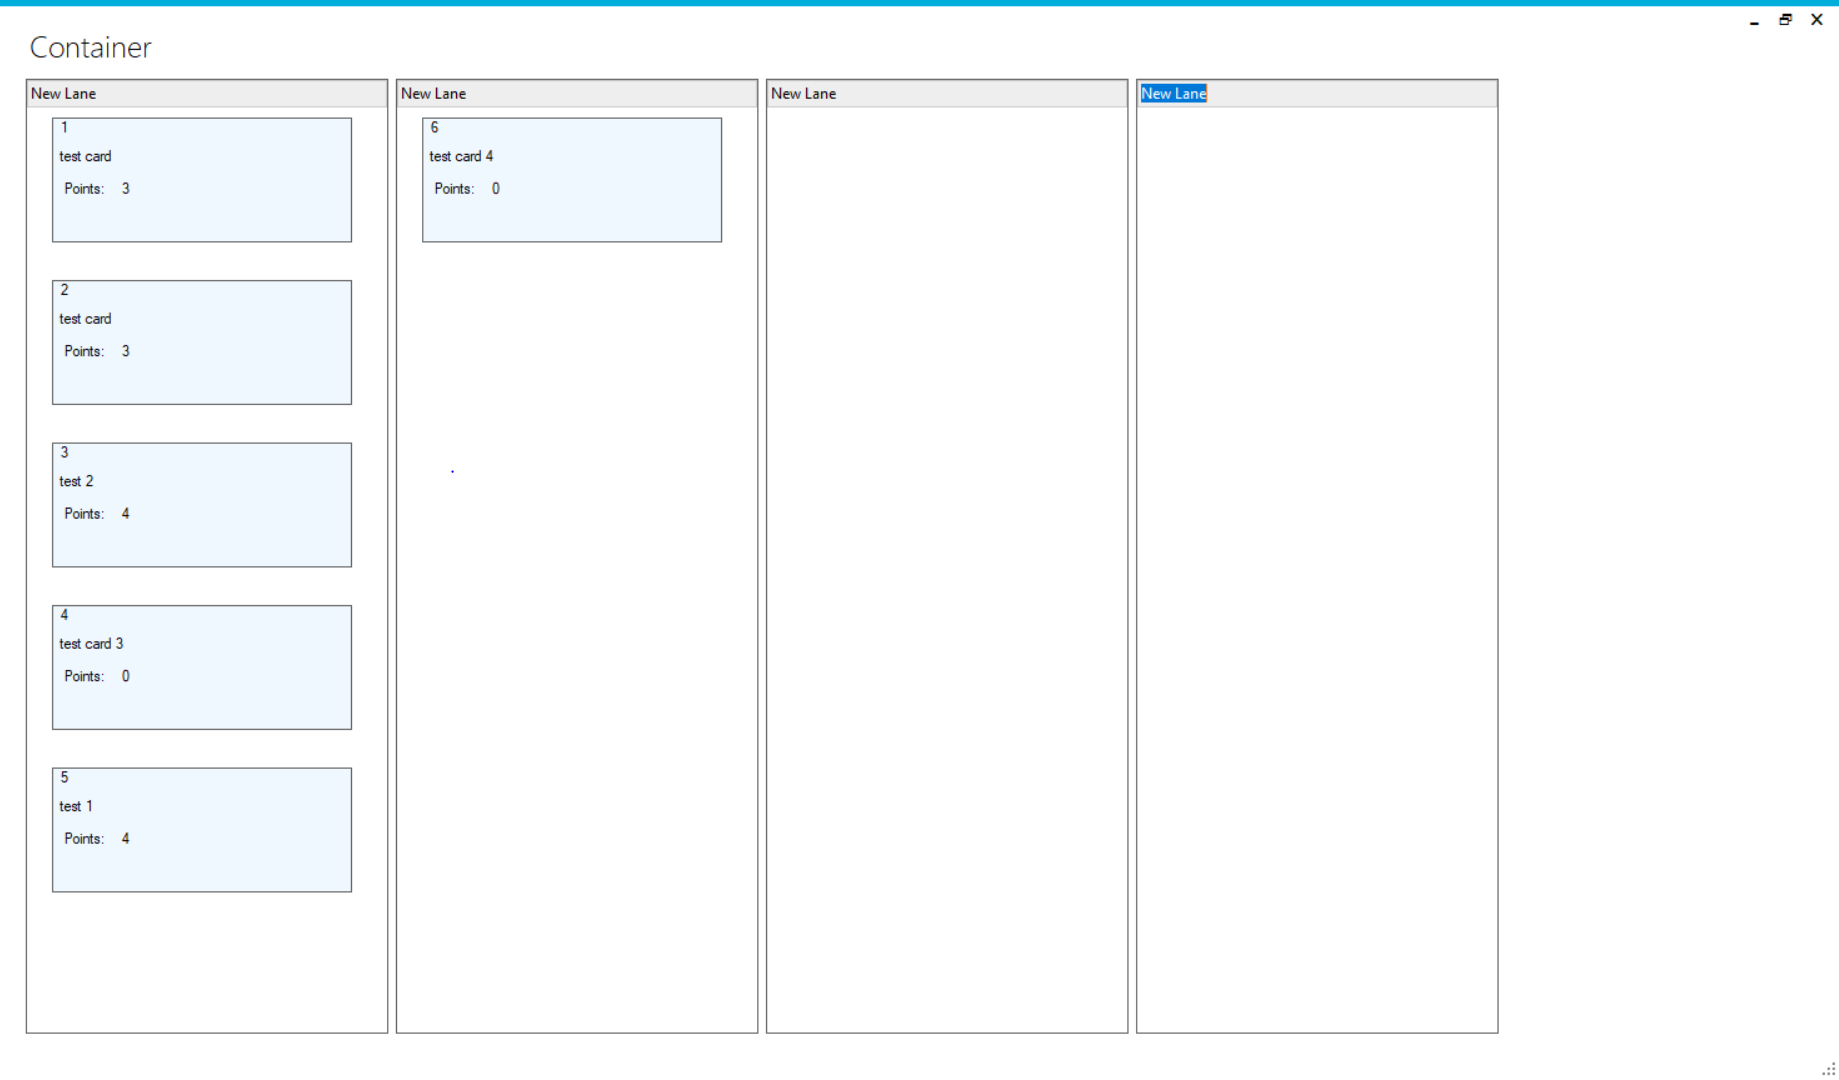 Container
New Lane
1
test card
Points: 3
2
test card
Points: 3
3
test 2
Points: 4
4
test card 3
Points: 0
5
test 1
Points: 4
New Lane
6
test card 4
Points: 0
New Lane
New Lane